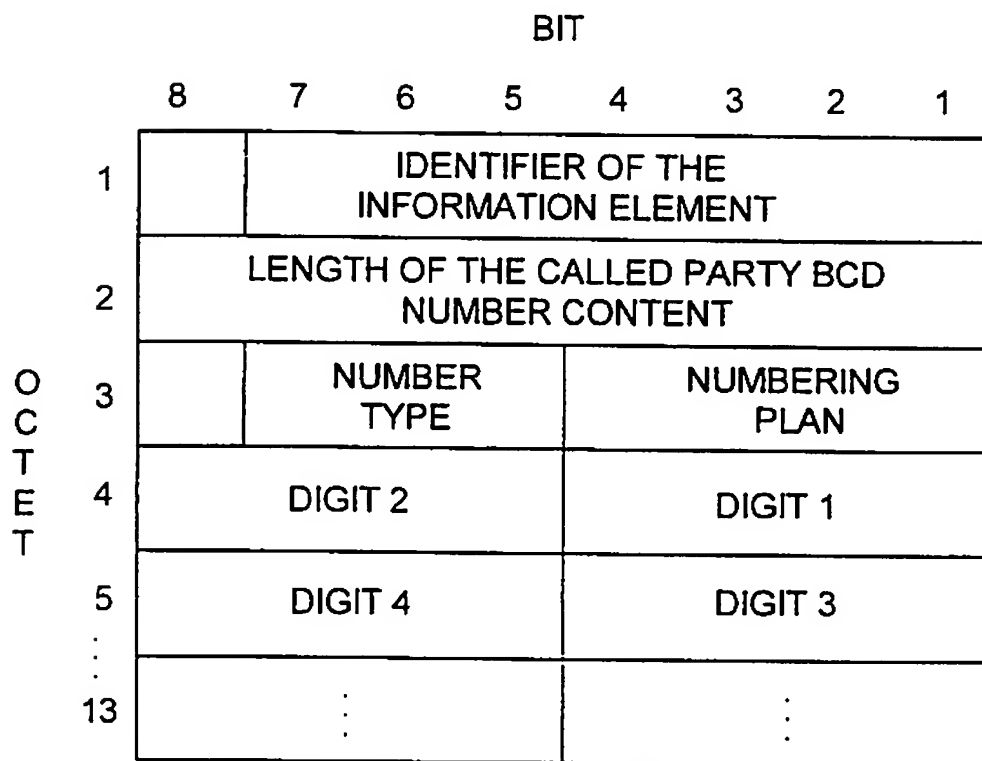 BIT
8 7 6 5 4 3 2 1
1
IDENTIFIER OF THE
INFORMATION ELEMENT
2
LENGTH OF THE CALLED PARTY BCD
NUMBER CONTENT
OCTET
3
NUMBER
TYPE
NUMBERING
PLAN
4
DIGIT 2
DIGIT 1
5
DIGIT 4
DIGIT 3
⋮
13
⋮
⋮